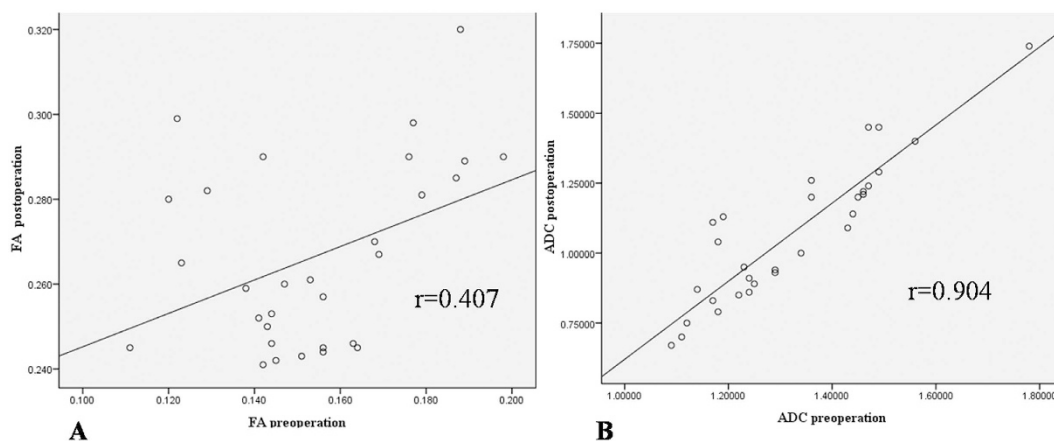 0.320
0.300
0.280
0.260
0.240
FA postoperation
r=0.407
0.100 0.120 0.140 0.160 0.180 0.200
FA preoperation
A
1.75000
1.50000
1.25000
1.00000
0.75000
ADC postoperation
r=0.904
1.00000 1.20000 1.40000 1.60000 1.80000
ADC preoperation
B